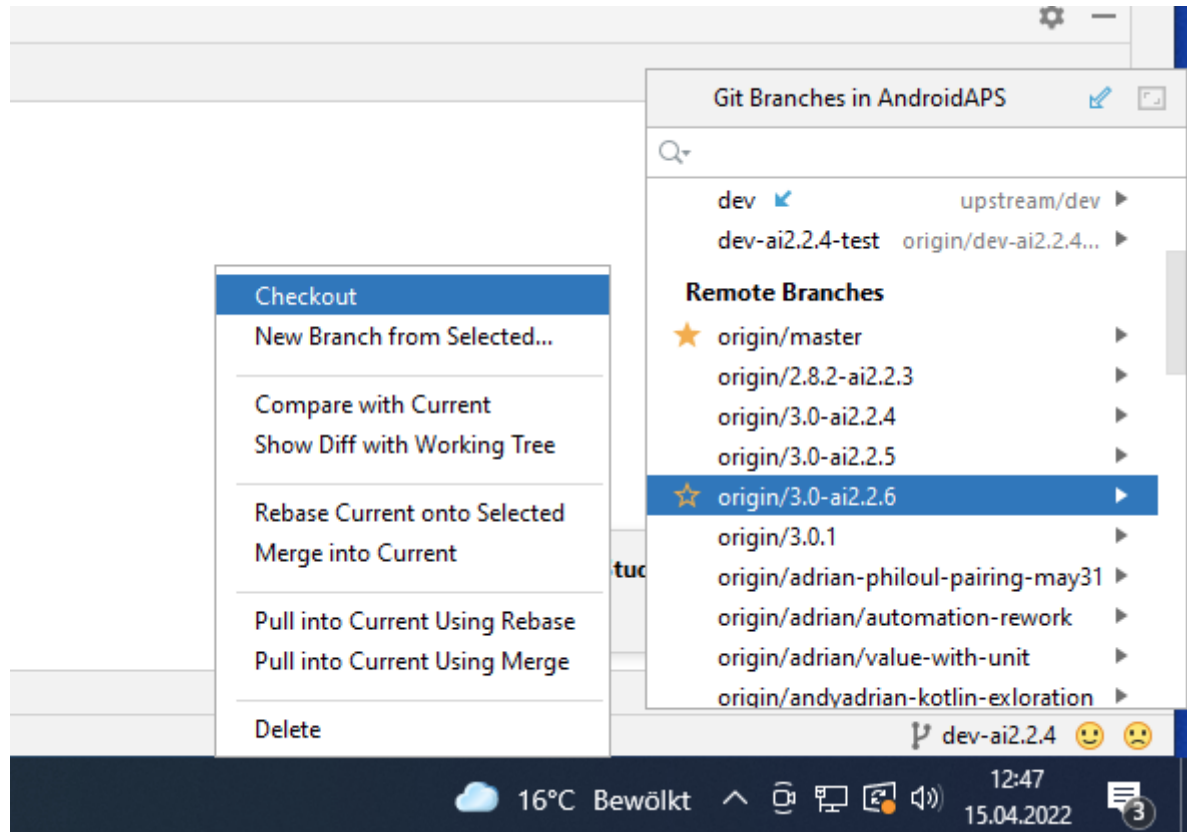 Git Branches in AndroidAPS
dev upstream/dev
dev-ai2.2.4-test origin/dev-ai2.2.4...
Remote Branches
origin/master
origin/2.8.2-ai2.2.3
origin/3.0-ai2.2.4
origin/3.0-ai2.2.5
origin/3.0-ai2.2.6
origin/3.0.1
origin/adrian-philoul-pairing-may31
origin/adrian/automation-rework
origin/adrian/value-with-unit
origin/andyadrian-kotlin-exloration
Checkout
New Branch from Selected...
Compare with Current
Show Diff with Working Tree
Rebase Current onto Selected
Merge into Current
Pull into Current Using Rebase
Pull into Current Using Merge
Delete
dev-ai2.2.4
16°C Bewölkt
12:47
15.04.2022
3